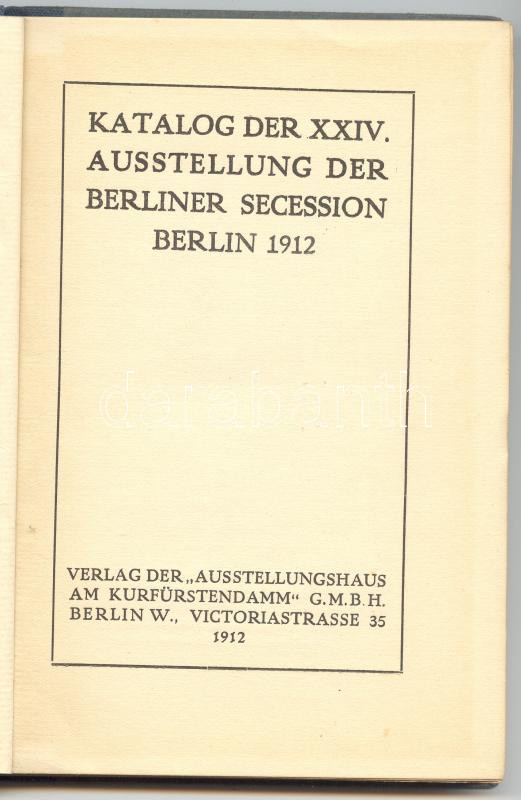 KATALOG DER XXIV.
AUSSTELLUNG DER
BERLINER SECESSION
BERLIN 1912
darabanth
VERLAG DER „AUSSTELLUNGSHAUS
AM KURFÜRSTENDAMM“ G.M.B.H.
BERLIN W., VICTORIASTRASSE 35
1912